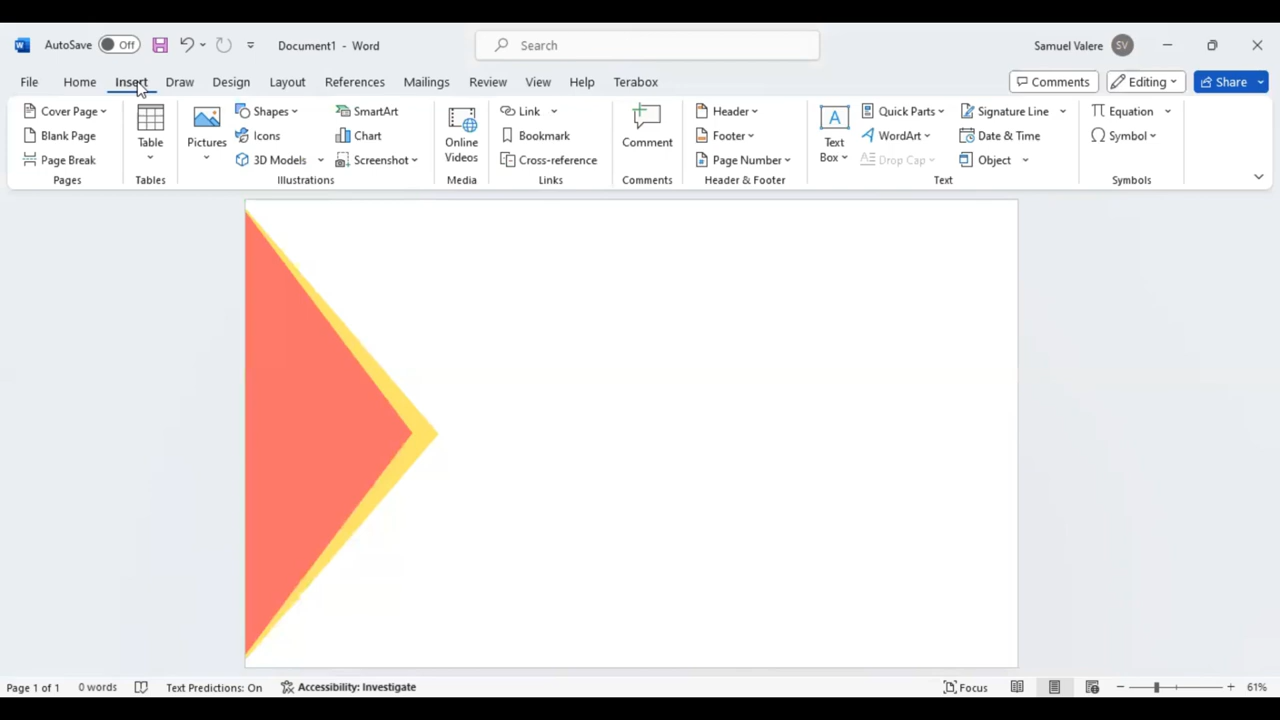 AutoSave Off Document1 - Word Search Samuel Valere SV
File Home Insert Draw Design Layout References Mailings Review View Help Terabox Comments Editing Share
Cover Page
Blank Page
Page Break
Pages
Table
Tables
Pictures
Shapes
Icons
3D Models
SmartArt
Chart
Screenshot
Illustrations
Online
Videos
Media
Link
Bookmark
Cross-reference
Links
Comment
Comments
Header
Footer
Page Number
Header & Footer
A
Text
Box
Quick Parts
WordArt
Drop Cap
Signature Line
Date & Time
Object
Text
π Equation
Ω Symbol
Symbols
Page 1 of 1 0 words Text Predictions: On Accessibility: Investigate Focus 61%